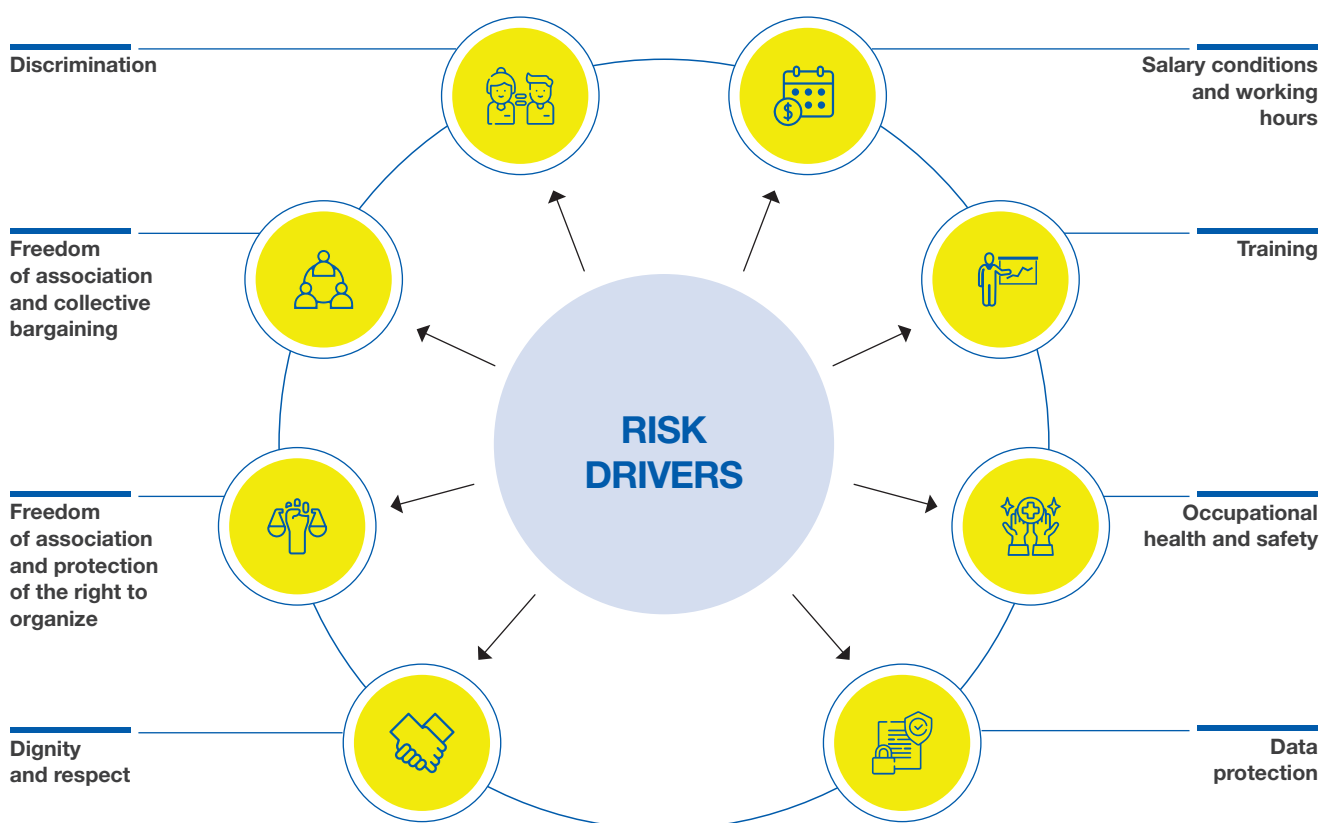 Discrimination
Freedom
of association
and collective
bargaining
Freedom
of association
and protection
of the right to
organize
Dignity
and respect
RISK
DRIVERS
$
Salary conditions
and working
hours
Training
Occupational
health and safety
Data
protection